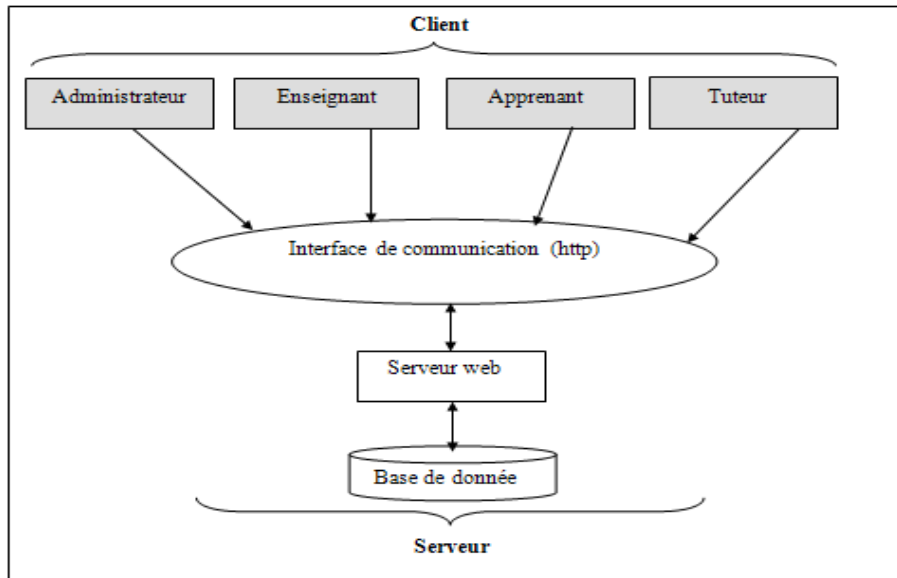 Client
Administrateur
Enseignant
Apprenant
Tuteur
Interface de communication (http)
Serveur web
Base de donnée
Serveur